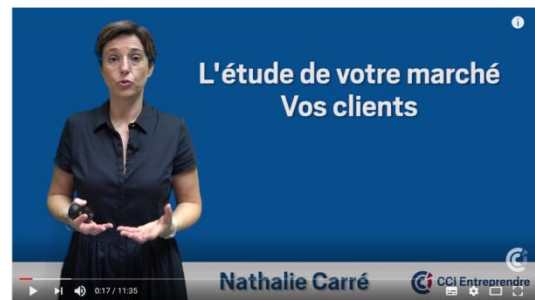 L'étude de votre marché
Vos clients
Nathalie Carré
CCI Entreprendre
0:17 / 11:35